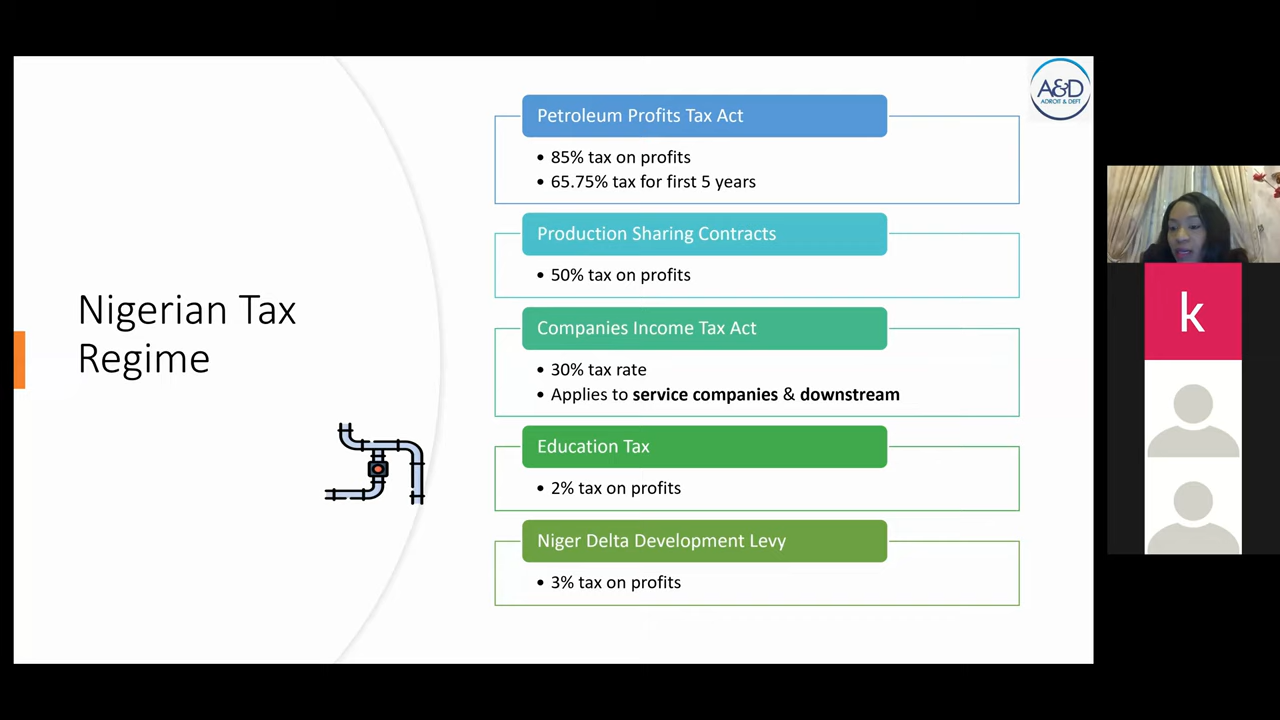 Nigerian Tax
Regime
Petroleum Profits Tax Act
• 85% tax on profits
• 65.75% tax for first 5 years
Production Sharing Contracts
• 50% tax on profits
Companies Income Tax Act
• 30% tax rate
• Applies to service companies & downstream
Education Tax
• 2% tax on profits
Niger Delta Development Levy
• 3% tax on profits
A&D
ADROIT & DEFT
k